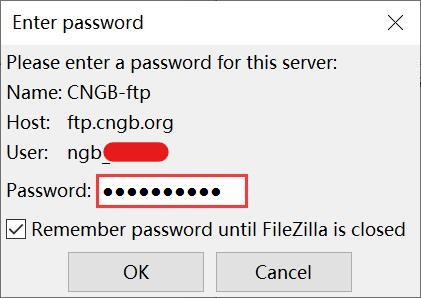 Enter password
Please enter a password for this server:
Name: CNGB-ftp
Host: ftp.cngb.org
User: ngb_
Password: ●●●●●●●●●●
Remember password until FileZilla is closed
OK Cancel